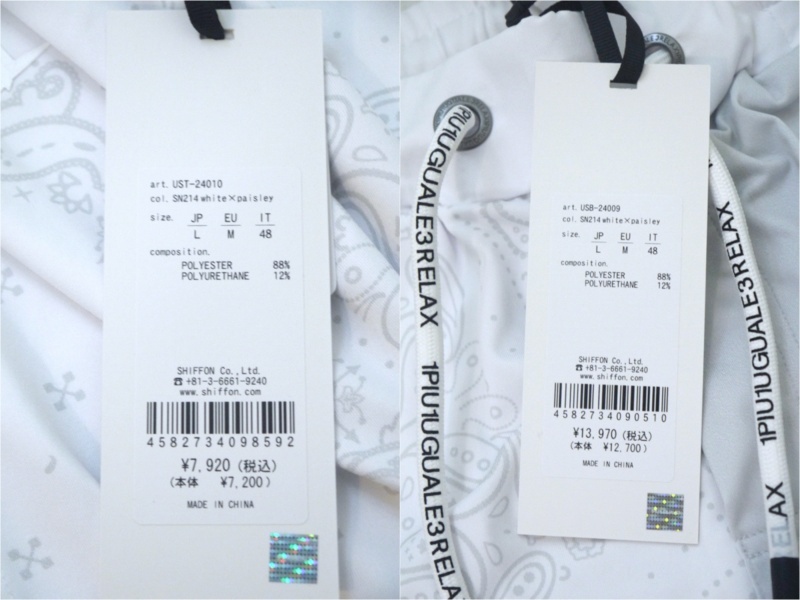 art. UST-24010
col. SN214 white×paisley
size. JP EU IT
L M 48
composition.
POLYESTER 88%
POLYURETHANE 12%
SHIFFON Co., Ltd.
☎ +81-3-6661-9240
www.shiffon.com
4582734098592
¥7,920 (税込)
(本体 ¥7,200)
MADE IN CHINA
PIU1UGUALE3RELAX
1PIU1UGUALE3RELAX
art. USB-24009
col. SN214 white×paisley
size. JP EU IT
L M 48
composition.
POLYESTER 88%
POLYURETHANE 12%
SHIFFON Co., Ltd.
☎ +81-3-6661-9240
www.shiffon.com
4582734090510
¥13,970 (税込)
(本体 ¥12,700)
MADE IN CHINA
1PIU1UGUALE3RELAX
ELAX